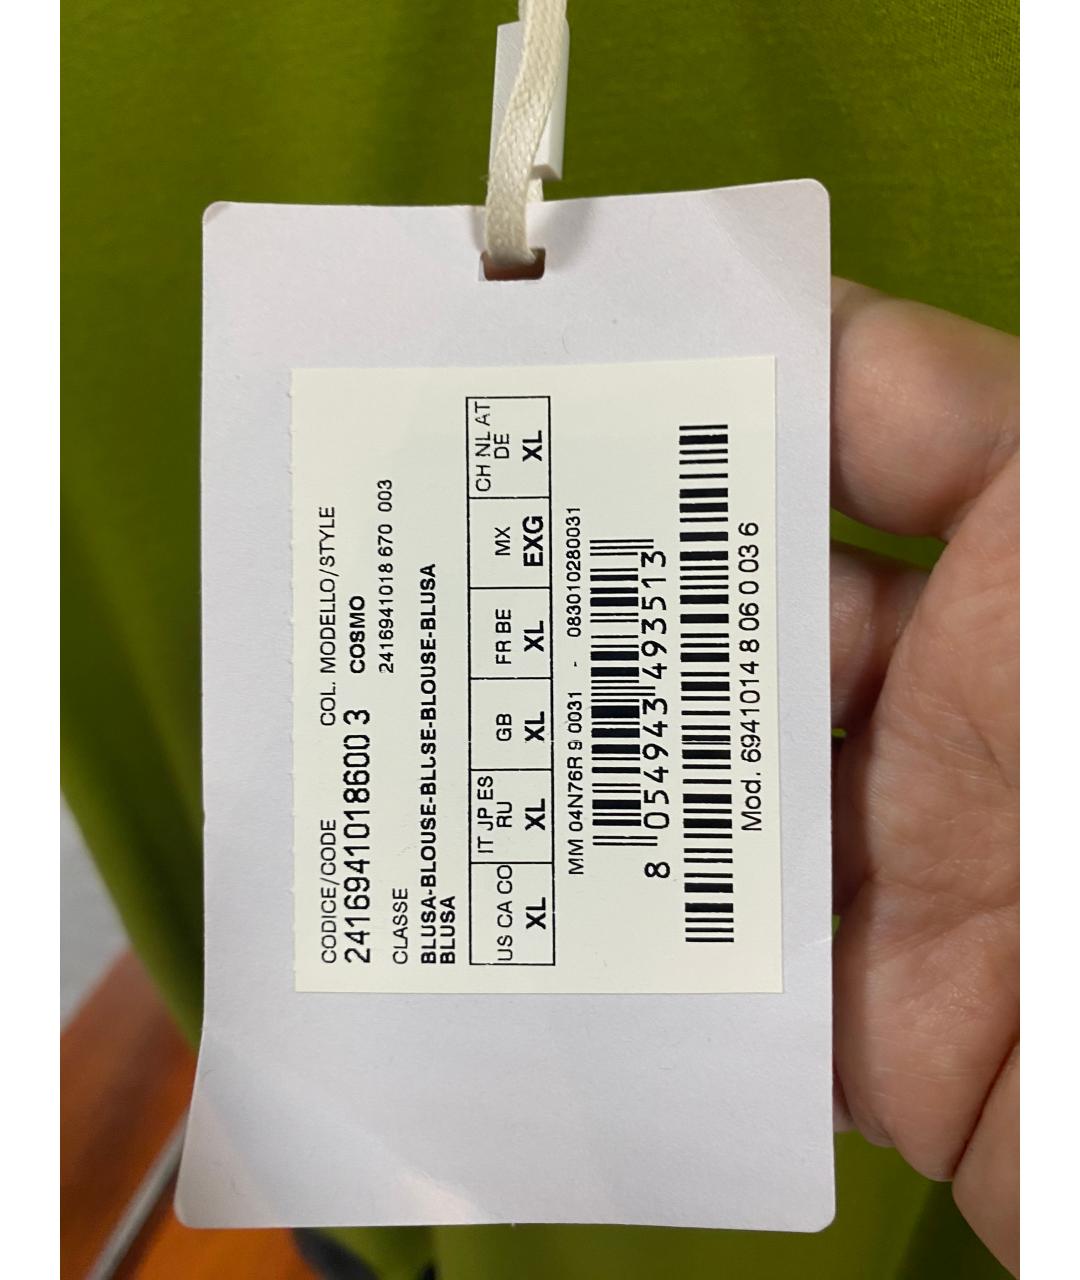 CODICE/CODE COL. MODELLO/STYLE
2416941018600 3 COSMO
2416941018 670 003
CLASSE
BLUSA-BLOUSE-BLLSE-BLOUSE-BLUSA
BLUSA
US CA CO IT JP ES RU GB FR BE MX CH NL AT DE
XL XL XL XL EXG XL
MM 04N76R 9 0031 - 083010280031
8 054943 493513
Mod. 6941014 8 06 0 03 6